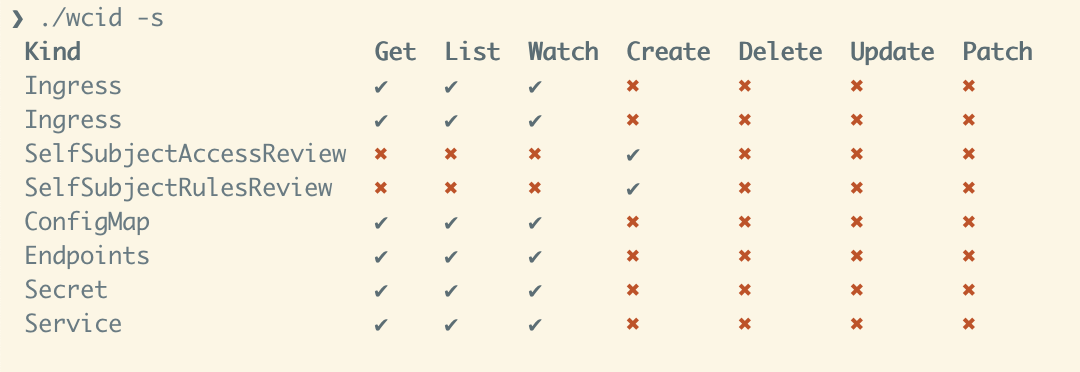 ❯ ./wcid -s
Kind Get List Watch Create Delete Update Patch
Ingress ✔ ✔ ✔ ✖ ✖ ✖ ✖
Ingress ✔ ✔ ✔ ✖ ✖ ✖ ✖
SelfSubjectAccessReview ✖ ✖ ✖ ✔ ✖ ✖ ✖
SelfSubjectRulesReview ✖ ✖ ✖ ✔ ✖ ✖ ✖
ConfigMap ✔ ✔ ✔ ✖ ✖ ✖ ✖
Endpoints ✔ ✔ ✔ ✖ ✖ ✖ ✖
Secret ✔ ✔ ✔ ✖ ✖ ✖ ✖
Service ✔ ✔ ✔ ✖ ✖ ✖ ✖